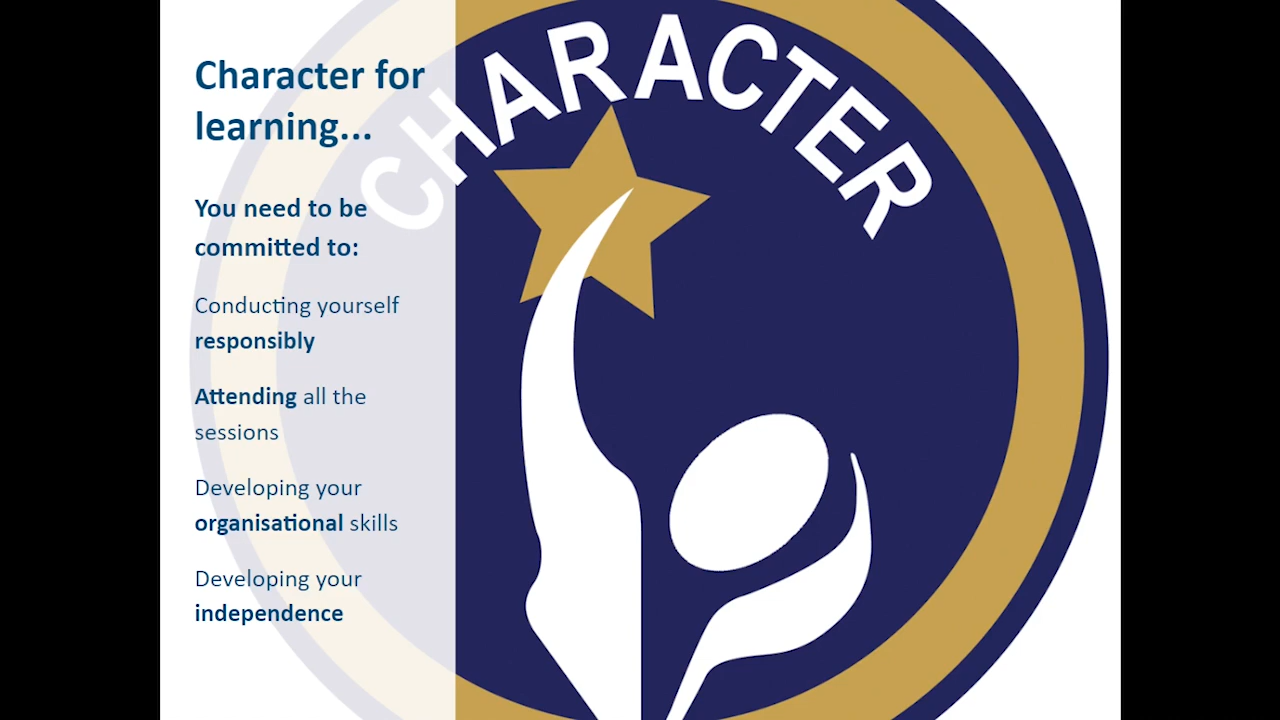 CHARACTER
Character for
learning...
You need to be
committed to:
Conducting yourself
responsibly
Attending all the
sessions
Developing your
organisational skills
Developing your
independence